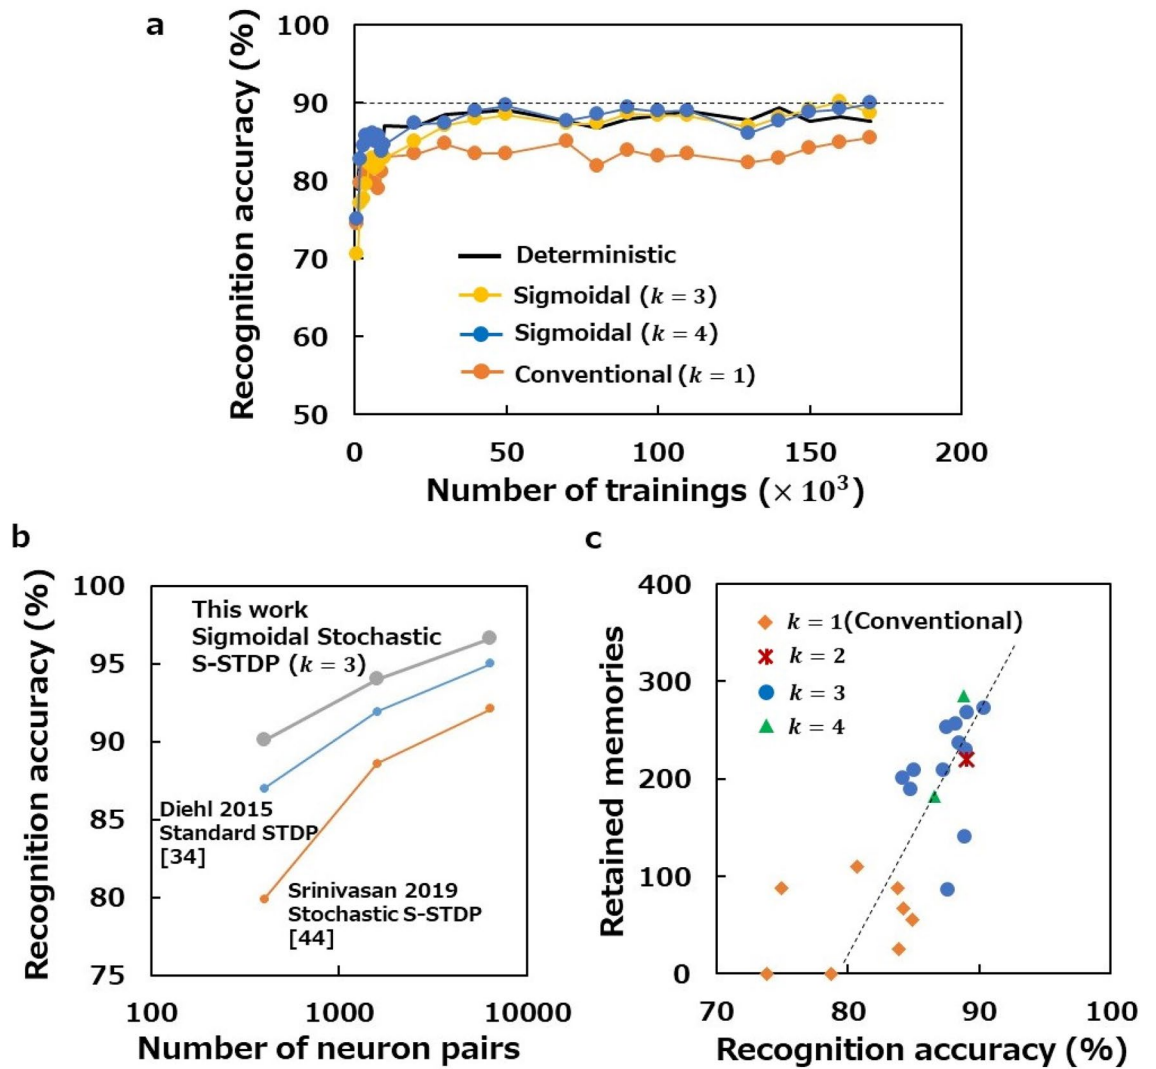 a
Recognition accuracy (%)
100
90
80
70
60
50
Deterministic
Sigmoidal (k = 3)
Sigmoidal (k = 4)
Conventional (k = 1)
0
50
100
150
200
Number of trainings (× 10³)
b
Recognition accuracy (%)
100
95
90
85
80
75
This work
Sigmoidal Stochastic
S-STDP (k = 3)
Diehl 2015
Standard STDP
[34]
Srinivasan 2019
Stochastic S-STDP
[44]
100
1000
10000
Number of neuron pairs
c
Retained memories
400
300
200
100
0
k = 1(Conventional)
k = 2
k = 3
k = 4
70
80
90
100
Recognition accuracy (%)